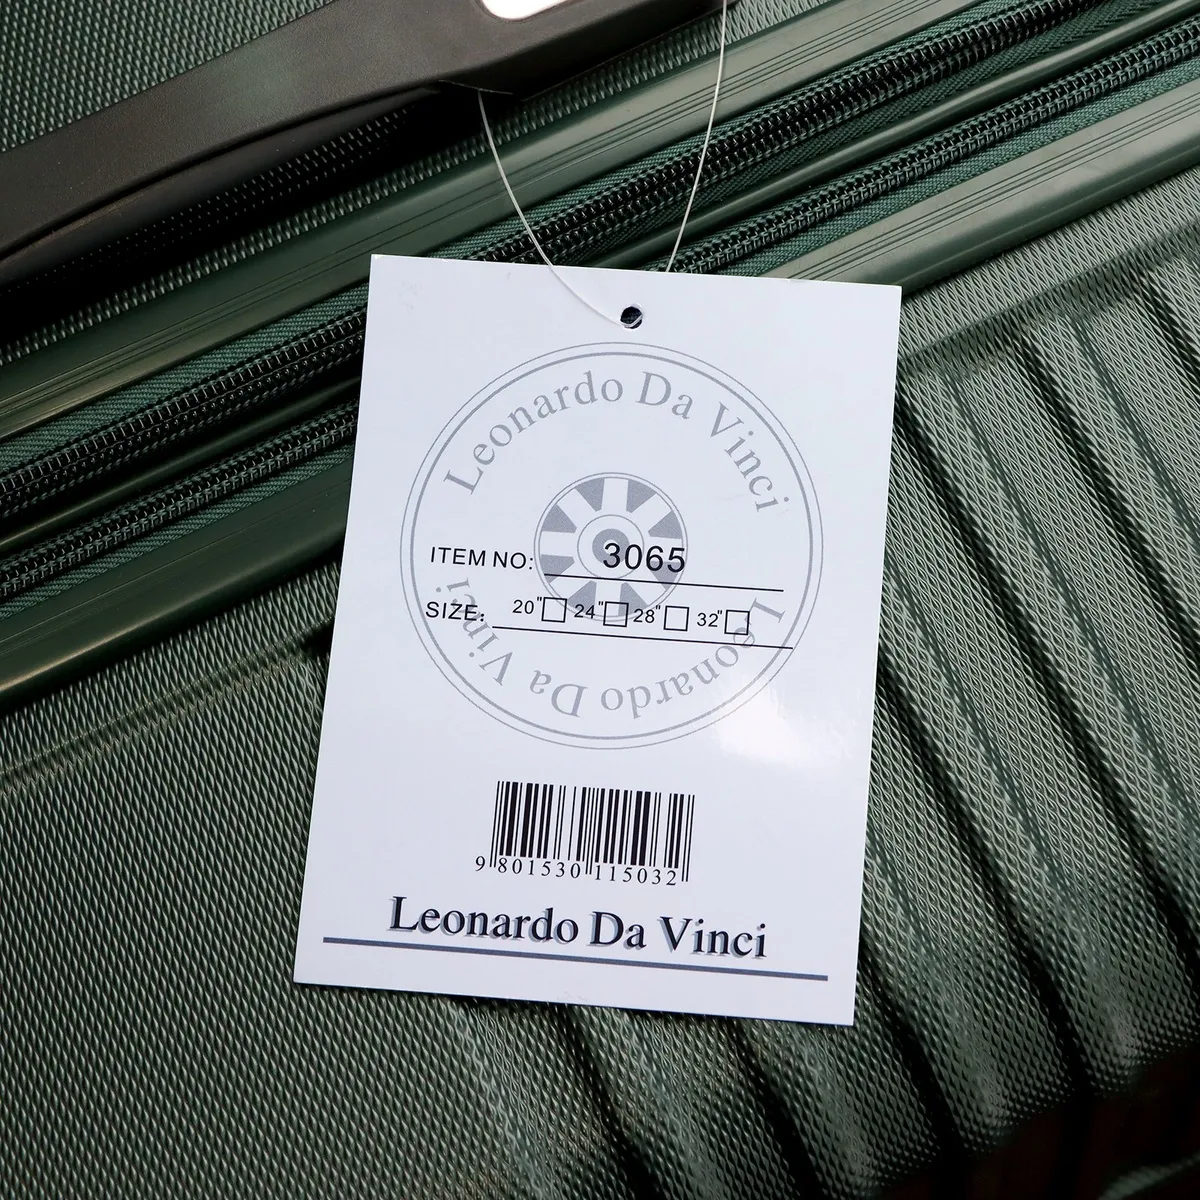 Leonardo Da Vinci
ITEM NO: 3065
SIZE: 20"□ 24"□ 28"□ 32"□
Leonardo Da Vinci
9 801530 115032
Leonardo Da Vinci